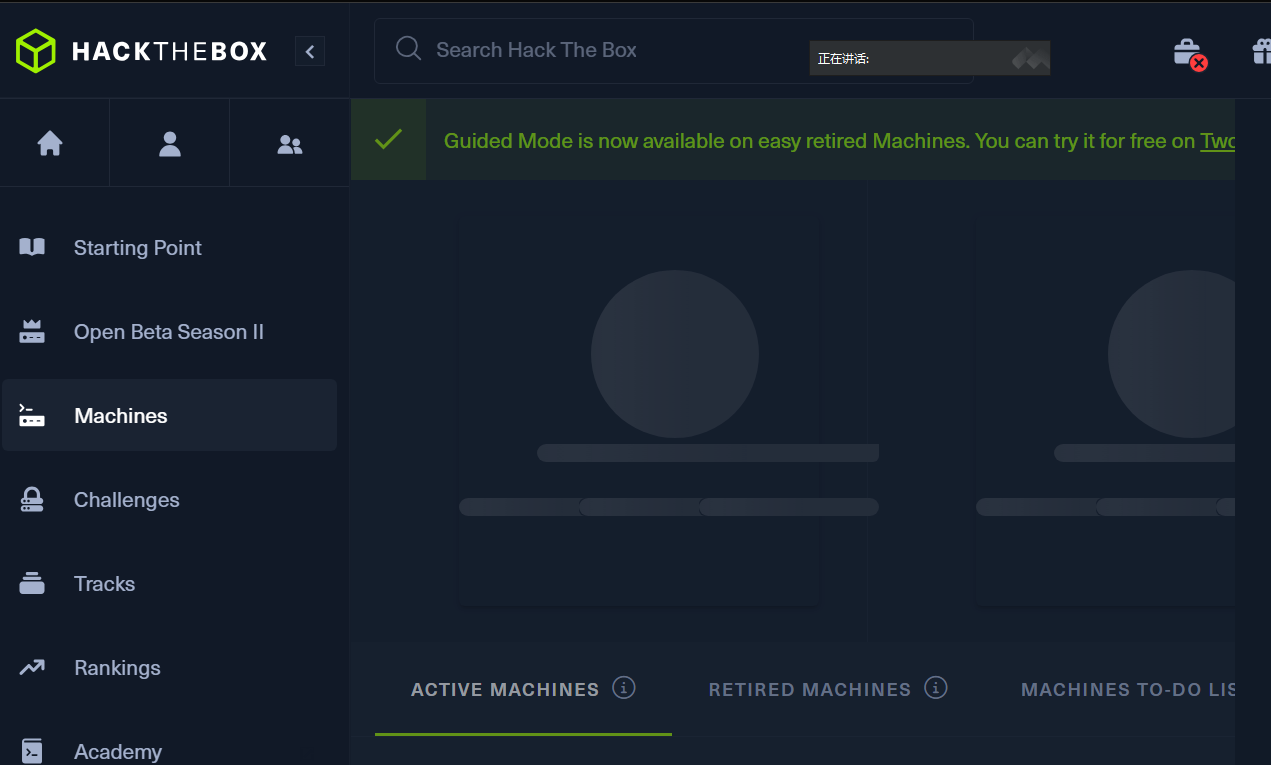 HACKTHEBOX
Search Hack The Box
正在讲话:
Guided Mode is now available on easy retired Machines. You can try it for free on
Starting Point
Open Beta Season II
Machines
Challenges
Tracks
Rankings
ACTIVE MACHINES
RETIRED MACHINES
MACHINES TO-DO
Academy